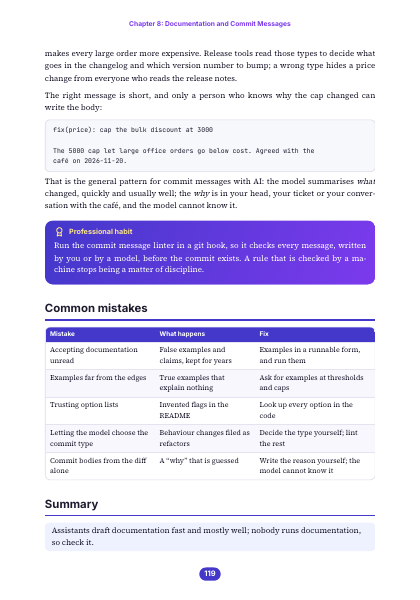 Chapter 8: Documentation and Commit Messages
makes every large order more expensive. Release tools read those types to decide what
goes in the changelog and which version number to bump; a wrong type hides a price
change from everyone who reads the release notes.
The right message is short, and only a person who knows why the cap changed can
write the body:
fix(price): cap the bulk discount at 3000
The 5000 cap let large office orders go below cost. Agreed with the
café on 2026-11-20.
That is the general pattern for commit messages with AI: the model summarises what
changed, quickly and usually well; the why is in your head, your ticket or your conver-
sation with the café, and the model cannot know it.
Professional habit
Run the commit message linter in a git hook, so it checks every message, written
by you or by a model, before the commit exists. A rule that is checked by a ma-
chine stops being a matter of discipline.
Common mistakes
Mistake What happens Fix
Accepting documentation False examples and Examples in a runnable form,
unread claims, kept for years and run them
Examples far from the edges True examples that Ask for examples at thresholds
explain nothing and caps
Trusting option lists Invented flags in the Look up every option in the
README code
Letting the model choose the Behaviour changes filed as Decide the type yourself; lint
commit type refactors the rest
Commit bodies from the diff A “why” that is guessed Write the reason yourself; the
alone model cannot know it
Summary
Assistants draft documentation fast and mostly well; nobody runs documentation,
so check it.
119